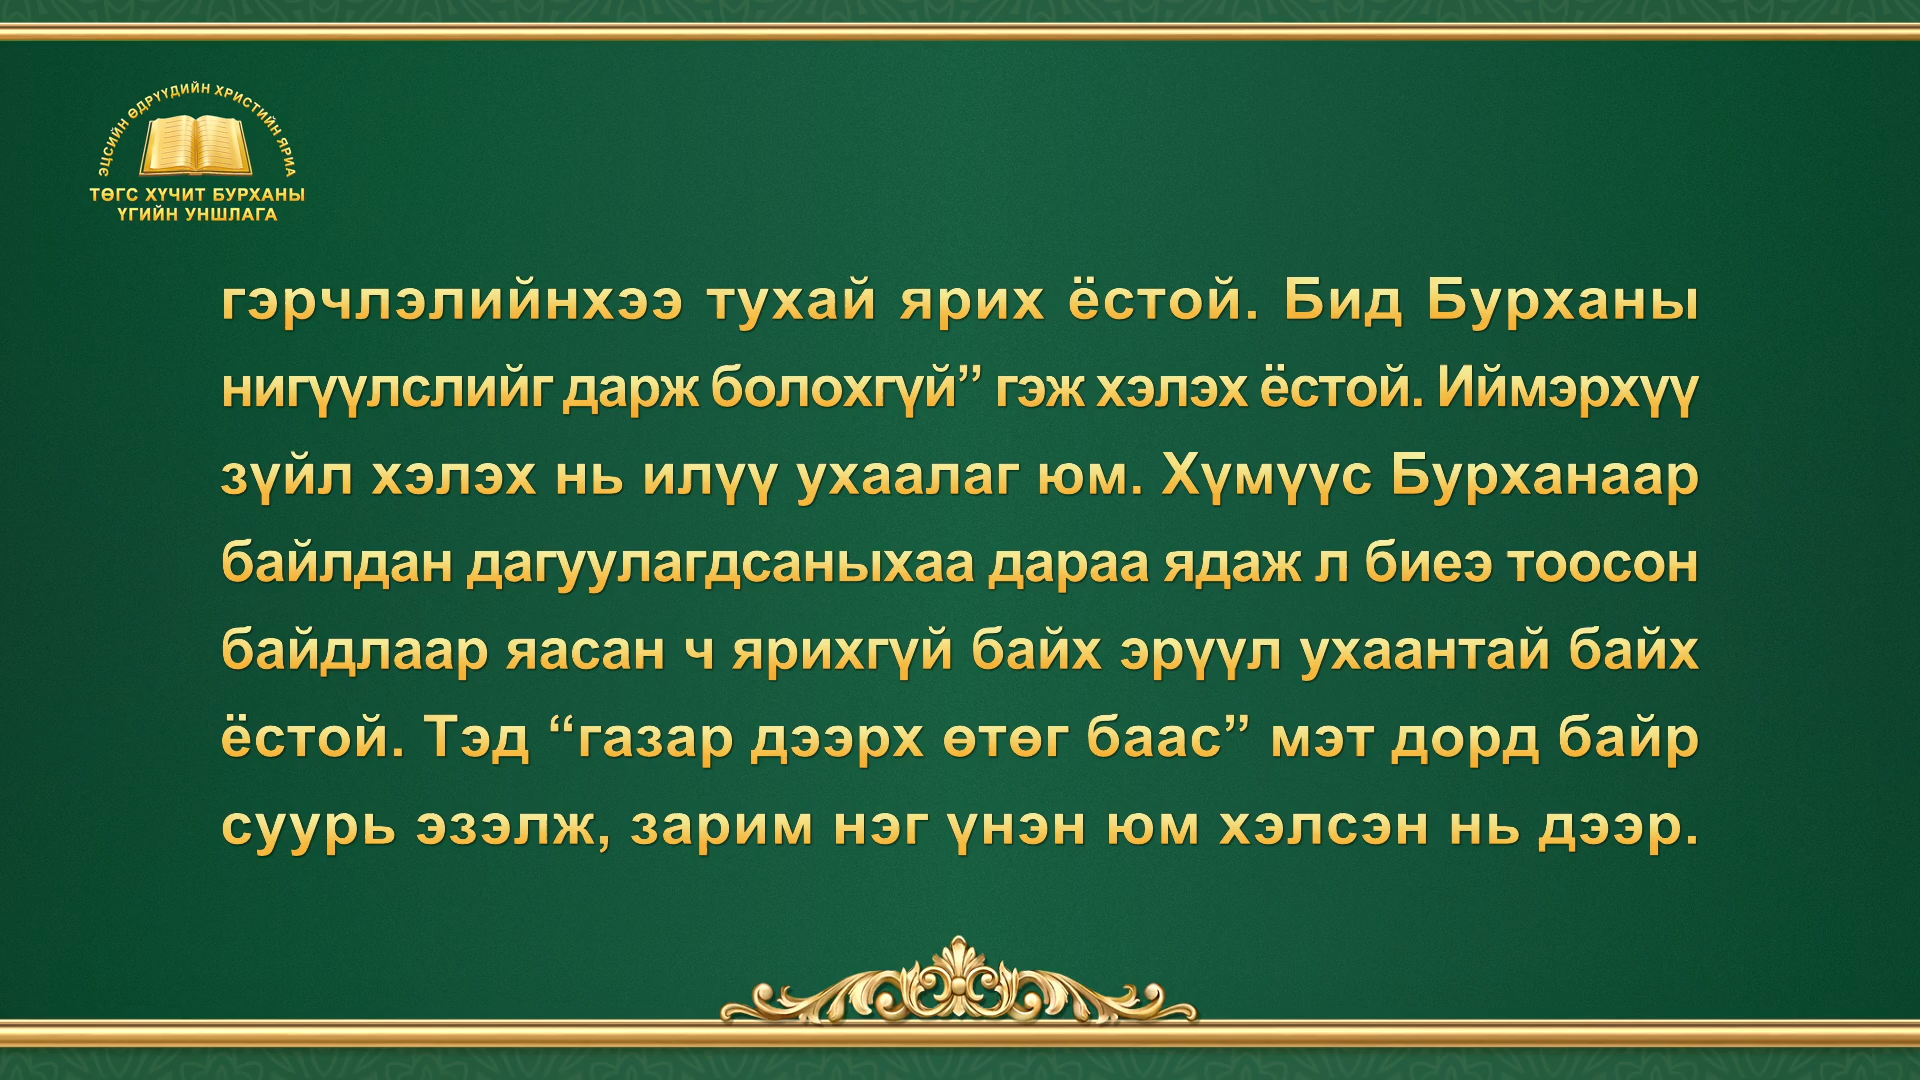 ЭЦСИЙН ӨДРҮҮДИЙН ХРИСТИЙН ЯРИА
ТӨГС ХҮЧИТ БУРХАНЫ
ҮГИЙН УНШЛАГА
гэрчлэлийнхээ тухай ярих ёстой. Бид Бурханы
нигүүлслийг дарж болохгүй” гэж хэлэх ёстой. Иймэрхүү
зүйл хэлэх нь илүү ухаалаг юм. Хүмүүс Бурханаар
байлдан дагуулагдсаныхаа дараа ядаж л биеэ тоосон
байдлаар яасан ч ярихгүй байх эрүүл ухаантай байх
ёстой. Тэд “газар дээрх өтөг баас” мэт дорд байр
суурь эзэлж, зарим нэг үнэн юм хэлсэн нь дээр.